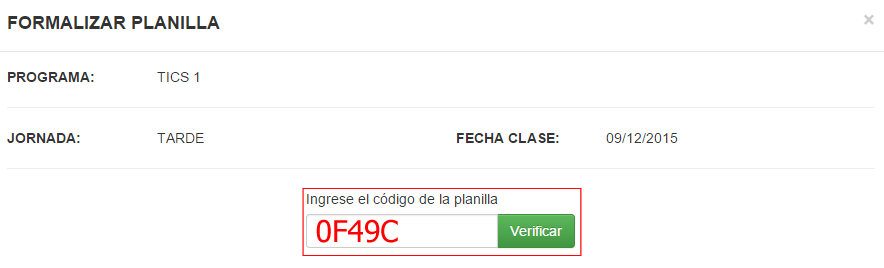 FORMALIZAR PLANILLA ×
PROGRAMA: TICS 1
JORNADA: TARDE FECHA CLASE: 09/12/2015
Ingrese el código de la planilla
0F49C Verificar